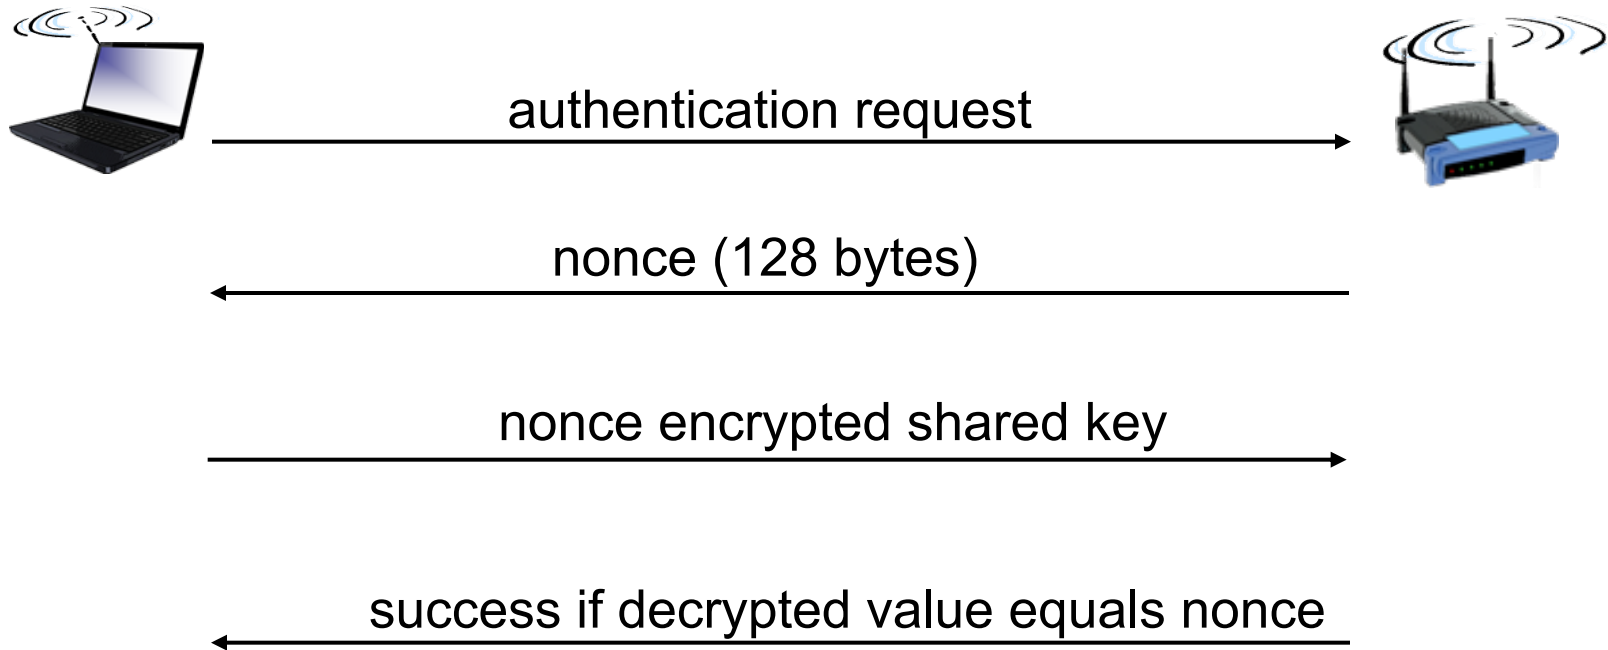 authentication request
nonce (128 bytes)
nonce encrypted shared key
success if decrypted value equals nonce